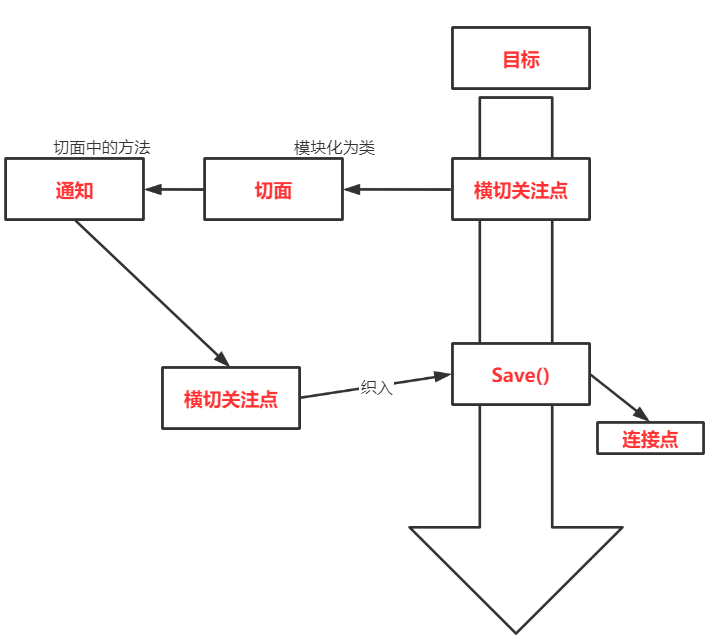 目标
切面中的方法
模块化为类
通知
切面
横切关注点
Save()
横切关注点
织入
连接点